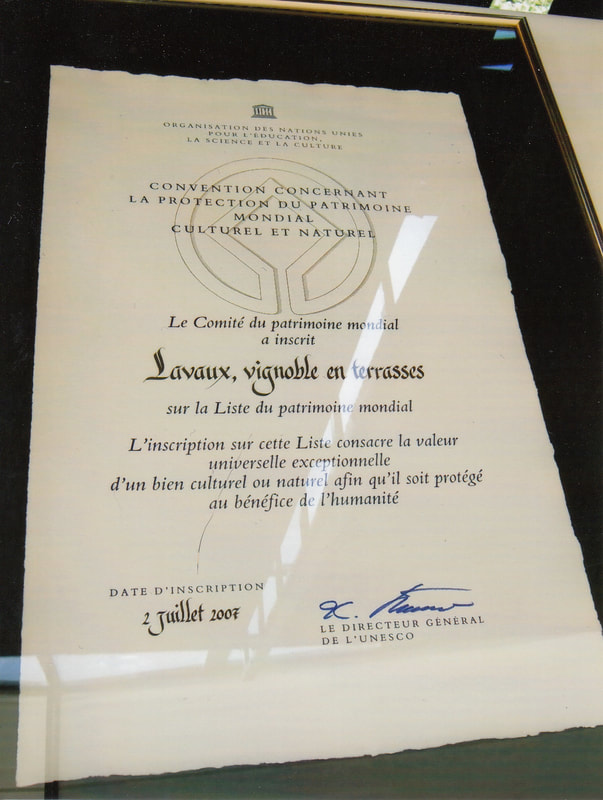 ORGANISATION DES NATIONS UNIES
POUR L'ÉDUCATION,
LA SCIENCE ET LA CULTURE
CONVENTION CONCERNANT
LA PROTECTION DU PATRIMOINE
MONDIAL
CULTUREL ET NATUREL
Le Comité du patrimoine mondial
a inscrit
Lavaux, vignoble en terrasses
sur la Liste du patrimoine mondial
L'inscription sur cette Liste consacre la valeur
universelle exceptionnelle
d'un bien culturel ou naturel afin qu'il soit protégé
au bénéfice de l'humanité
DATE D'INSCRIPTION
2 Juillet 2007
LE DIRECTEUR GÉNÉRAL
DE L'UNESCO